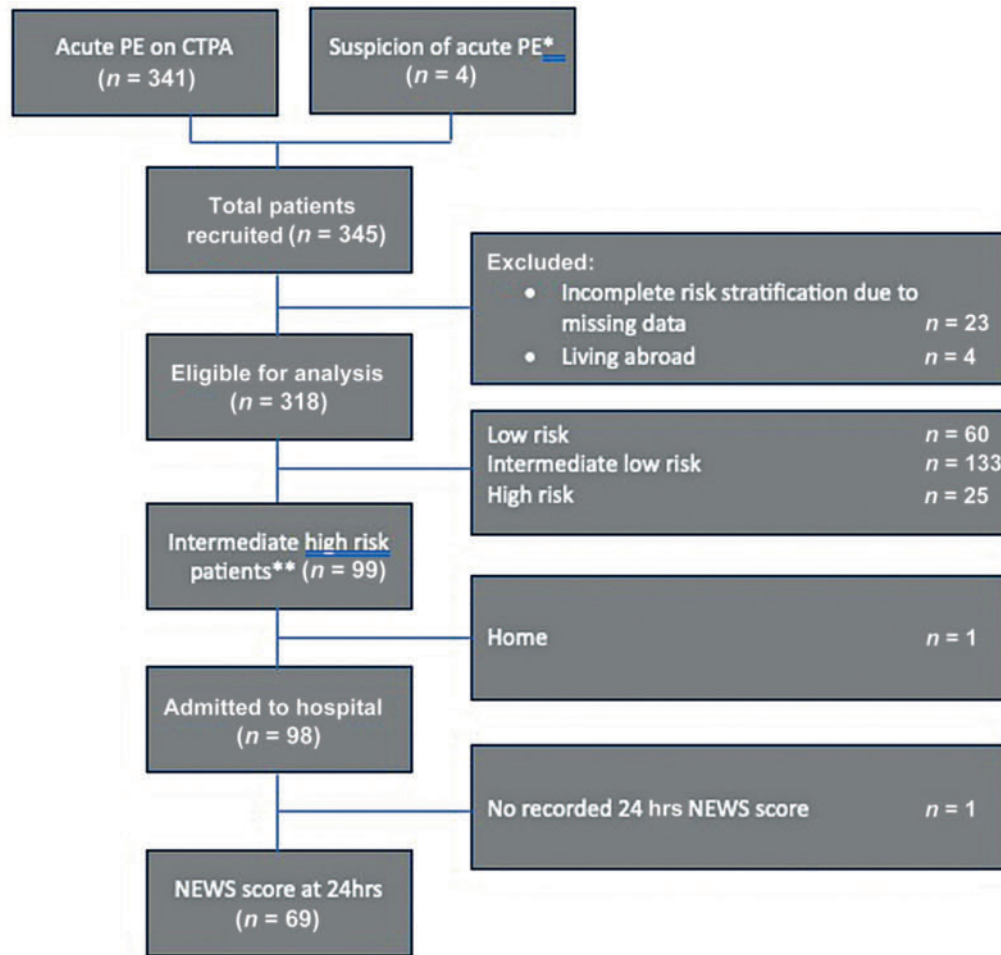 Acute PE on CTPA
(n = 341)
Suspicion of acute PE*
(n = 4)
Total patients
recruited (n = 345)
Excluded:
• Incomplete risk stratification due to
missing data n = 23
• Living abroad n = 4
Eligible for analysis
(n = 318)
Low risk n = 60
Intermediate low risk n = 133
High risk n = 25
Intermediate high risk
patients** (n = 99)
Home n = 1
Admitted to hospital
(n = 98)
No recorded 24 hrs NEWS score n = 1
NEWS score at 24hrs
(n = 69)